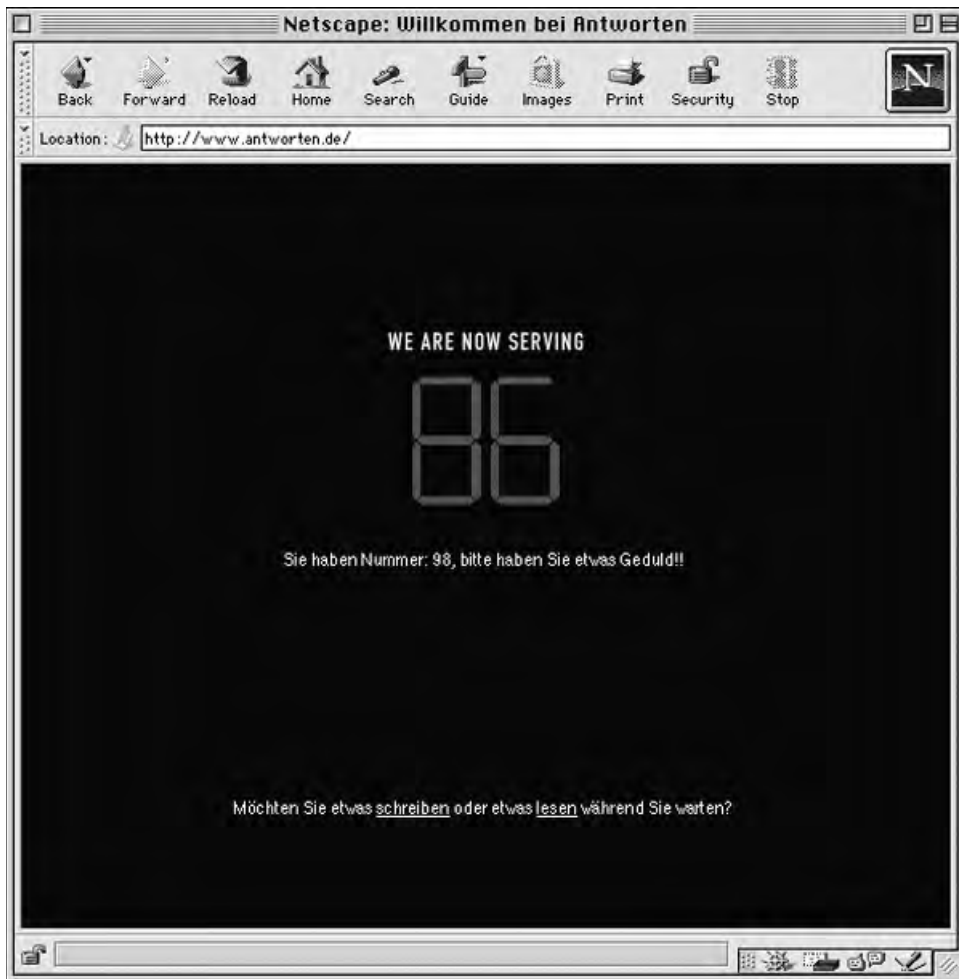 Netscape: Willkommen bei Antworten
Back Forward Reload Home Search Guide Images Print Security Stop
N
Location: http://www.antworten.de/
WE ARE NOW SERVING
86
Sie haben Nummer: 98, bitte haben Sie etwas Geduld!!
Möchten Sie etwas schreiben oder etwas lesen während Sie warten?